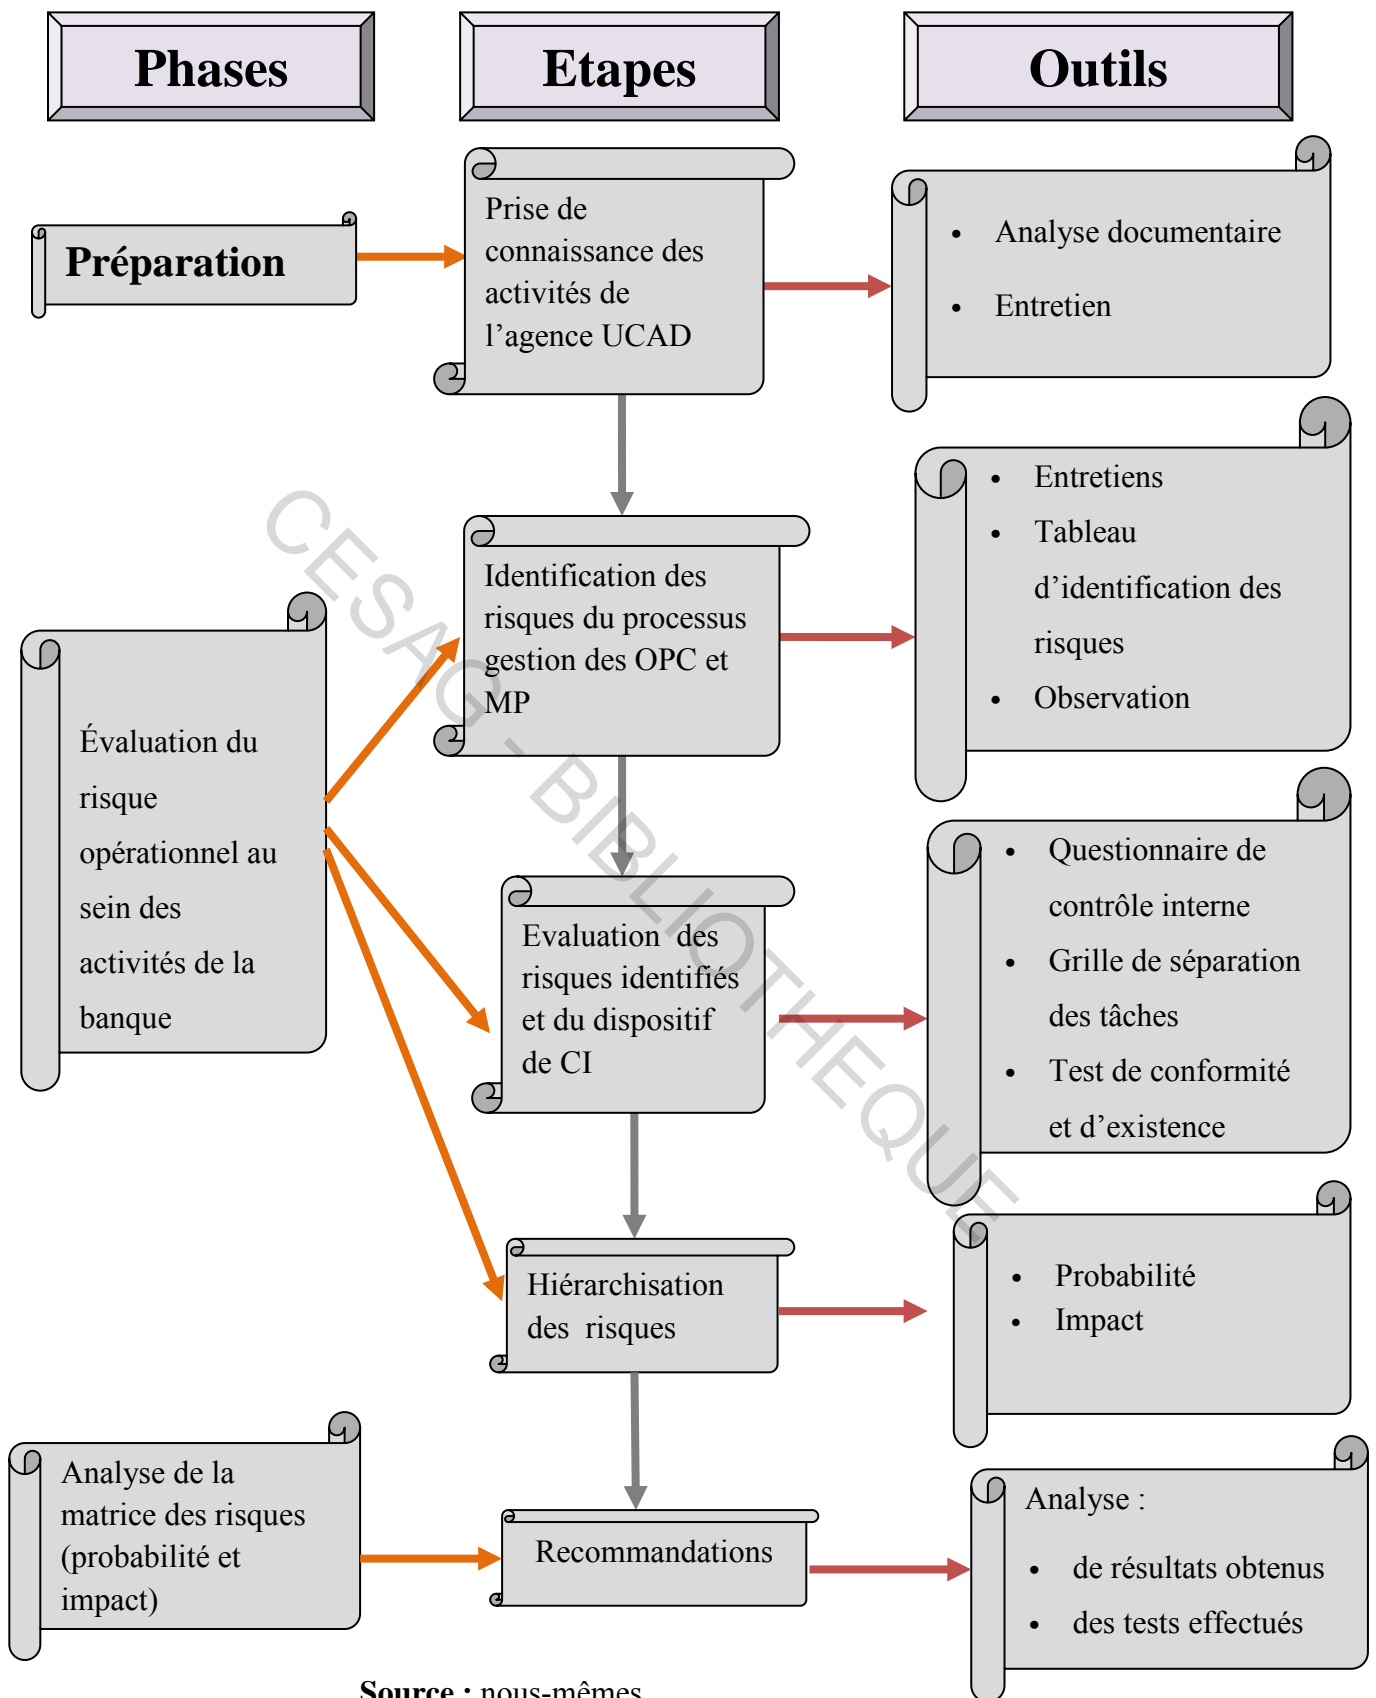 Phases
Etapes
Outils
Préparation
Prise de
connaissance des
activités de
l’agence UCAD
• Analyse documentaire
• Entretien
Identification des
risques du processus
gestion des OPC et
MP
• Entretiens
• Tableau
d’identification des
risques
• Observation
Évaluation du
risque
opérationnel au
sein des
activités de la
banque
Evaluation des
risques identifiés
et du dispositif
de CI
• Questionnaire de
contrôle interne
• Grille de séparation
des tâches
• Test de conformité
et d’existence
Hiérarchisation
des risques
• Probabilité
• Impact
Analyse de la
matrice des risques
(probabilité et
impact)
Recommandations
Analyse :
• de résultats obtenus
• des tests effectués
Source : nous-mêmes
CESAG - BIBLIOTHEQUE